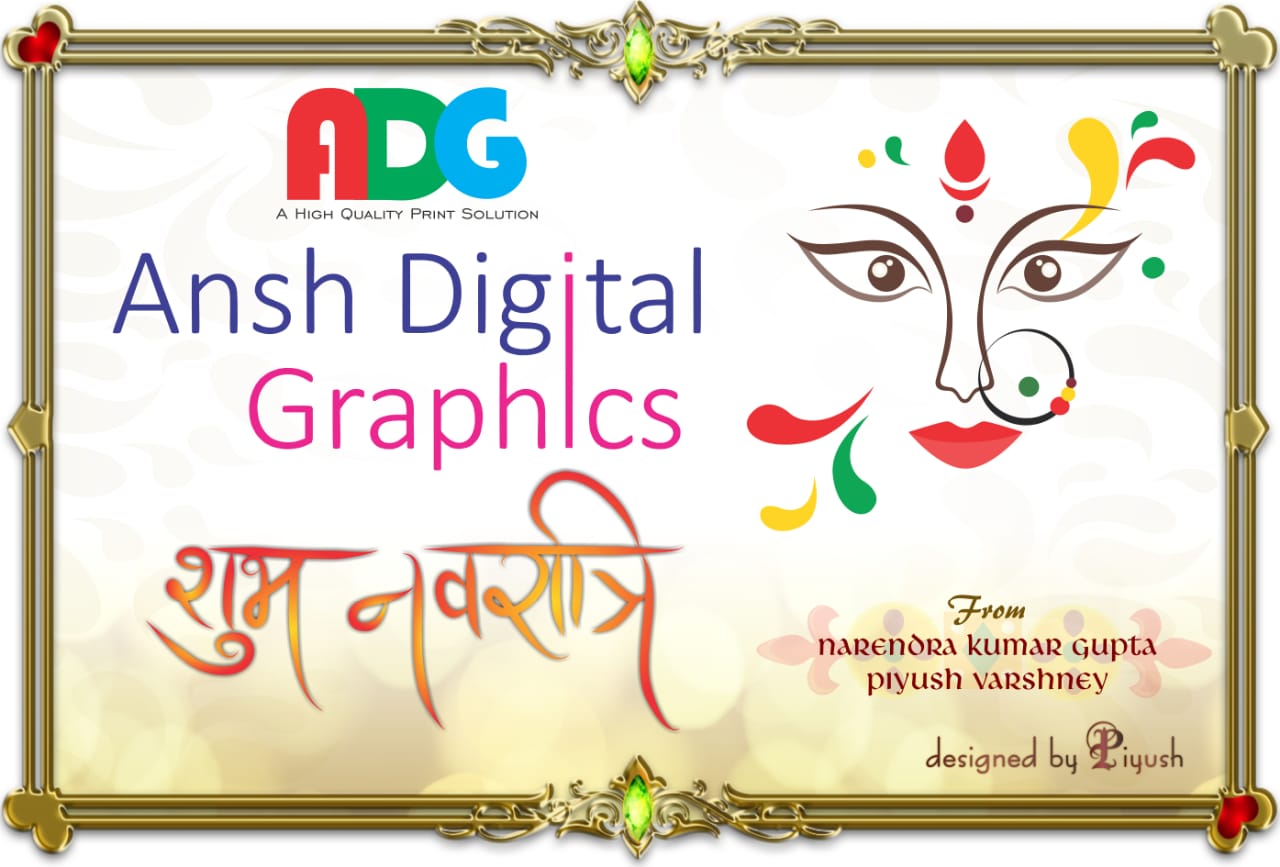 ADG
A High Quality Print Solution
Ansh Digital
Graphics
शुभ नवरात्रि
From
Narendra Kumar Gupta
Piyush Varshney
designed by Piyush